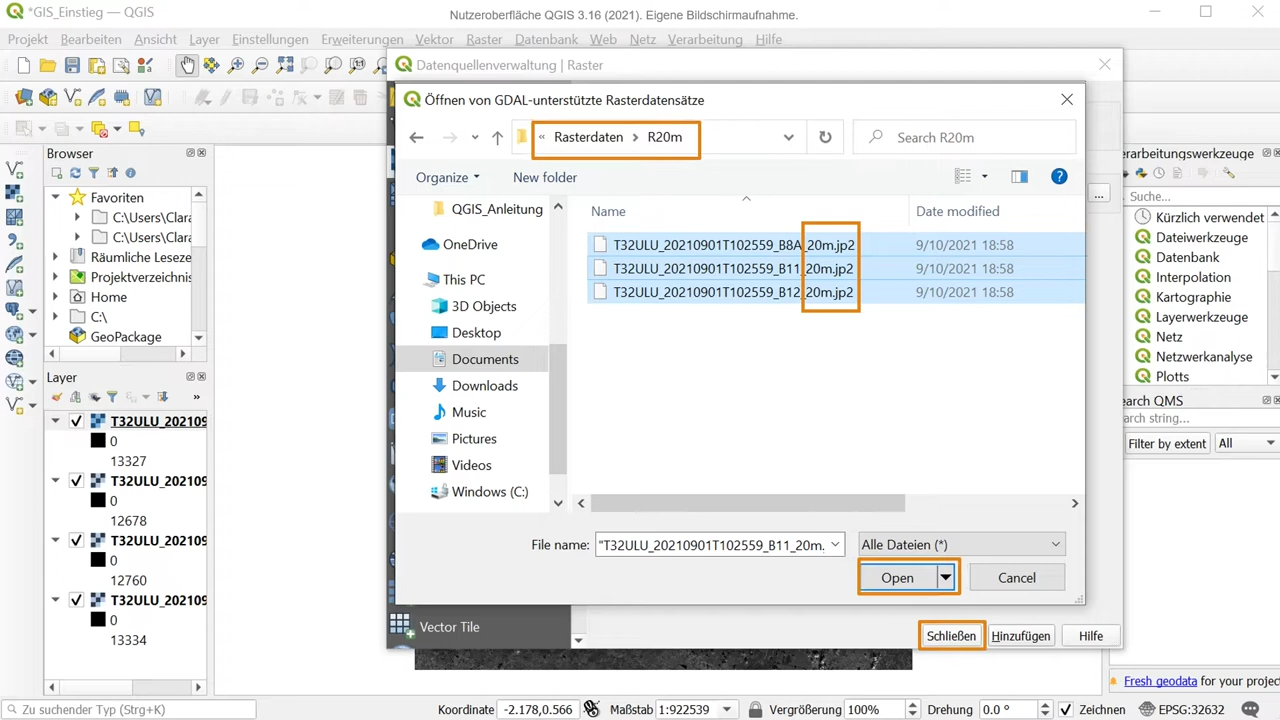 *GIS_Einstieg — QGIS
Nutzeroberfläche QGIS 3.16 (2021). Eigene Bildschirmaufnahme.
Projekt Bearbeiten Ansicht Layer Einstellungen Erweiterungen Vektor Raster Datenbank Web Netz Verarbeitung Hilfe
Datenquellenverwaltung | Raster
Öffnen von GDAL-unterstützte Rasterdatensätze
« Rasterdaten > R20m
Search R20m
Organize
New folder
Name
Date modified
QGIS_Anleitung
OneDrive
This PC
3D Objects
Desktop
Documents
Downloads
Music
Pictures
Videos
Windows (C:)
T32ULU_20210901T102559_B8A_20m.jp2 9/10/2021 18:58
T32ULU_20210901T102559_B11_20m.jp2 9/10/2021 18:58
T32ULU_20210901T102559_B12_20m.jp2 9/10/2021 18:58
File name: "T32ULU_20210901T102559_B11_20m.
Alle Dateien (*)
Open
Cancel
Vector Tile
Schließen
Hinzufügen
Hilfe
Browser
Favoriten
C:\Users\Clara
C:\Users\Clara
Räumliche Leseze
Projektverzeichnis
Home
C:\
GeoPackage
Layer
T32ULU_202109
0
13327
T32ULU_202109
0
12678
T32ULU_202109
0
12760
T32ULU_202109
0
13334
erarbeitungswerkzeuge
Suche...
Kürzlich verwendet
Dateiwerkzeuge
Datenbank
Interpolation
Kartographie
Layerwerkzeuge
Netz
Netzwerkanalyse
Plotts
earch QMS
earch string...
Filter by extent
All
Fresh geodata for your project
Zu suchender Typ (Strg+K)
Koordinate -2.178,0.566
Maßstab 1:922539
Vergrößerung 100%
Drehung 0.0 °
Zeichnen
EPSG:32632